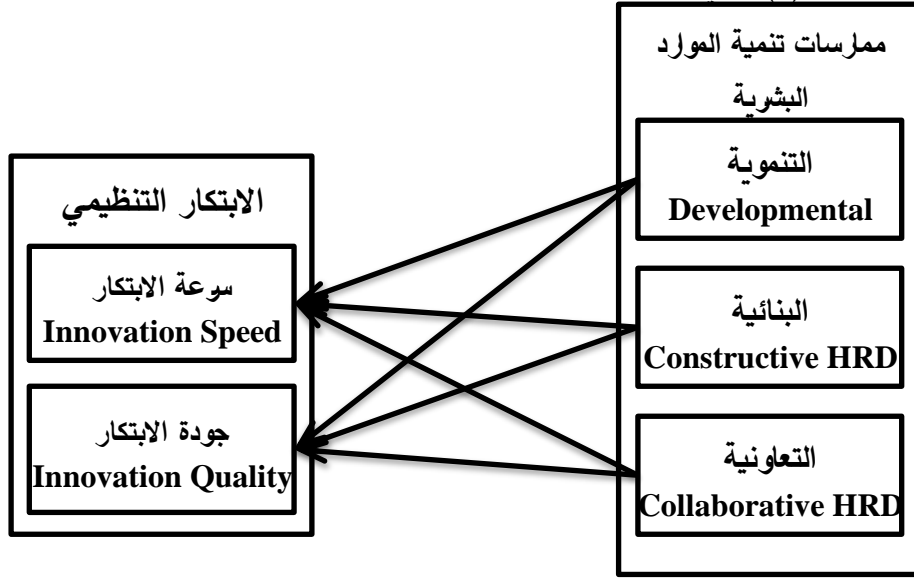 ممارسات تنمية الموارد
البشرية
التنموية
Developmental
البنائية
Constructive HRD
التعاونية
Collaborative HRD
الابتكار التنظيمي
سرعة الابتكار
Innovation Speed
جودة الابتكار
Innovation Quality